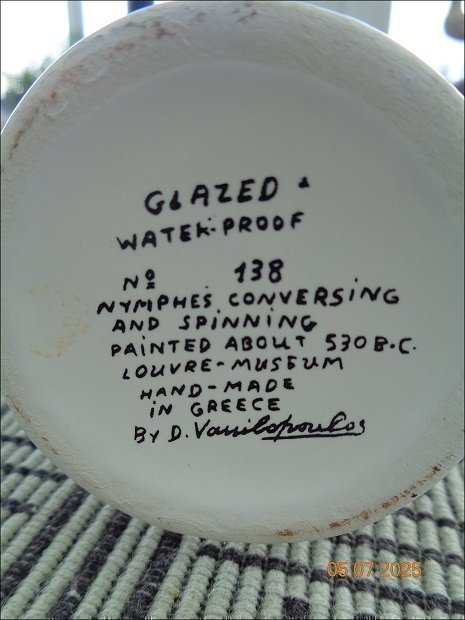 GLAZED &
WATER-PROOF
Nº 138
NYMPHES CONVERSING
AND SPINNING
PAINTED ABOUT 530 B.C.
LOUVRE-MUSEUM
HAND-MADE
iN GREECE
By D. Vassilopoulos
05 07 2025